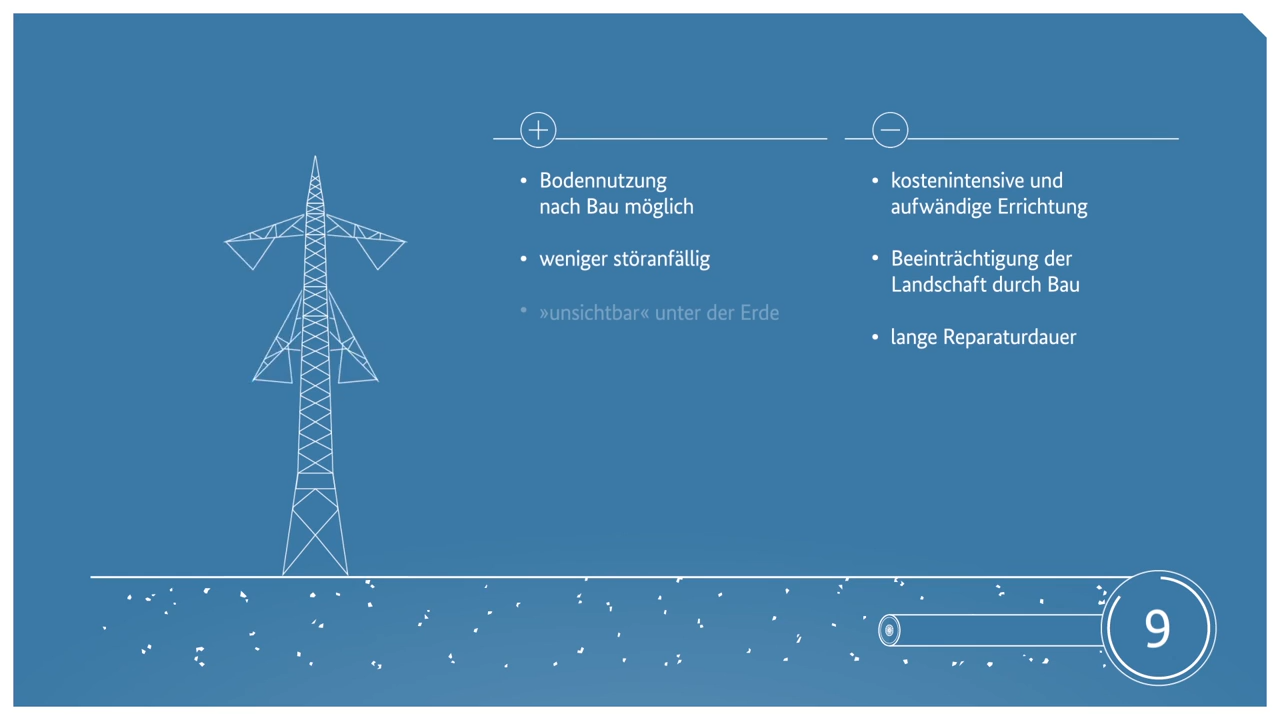 Bodennutzung
nach Bau möglich
weniger störanfällig
»unsichtbar« unter der Erde
kostenintensive und
aufwändige Errichtung
Beeinträchtigung der
Landschaft durch Bau
lange Reparaturdauer
9